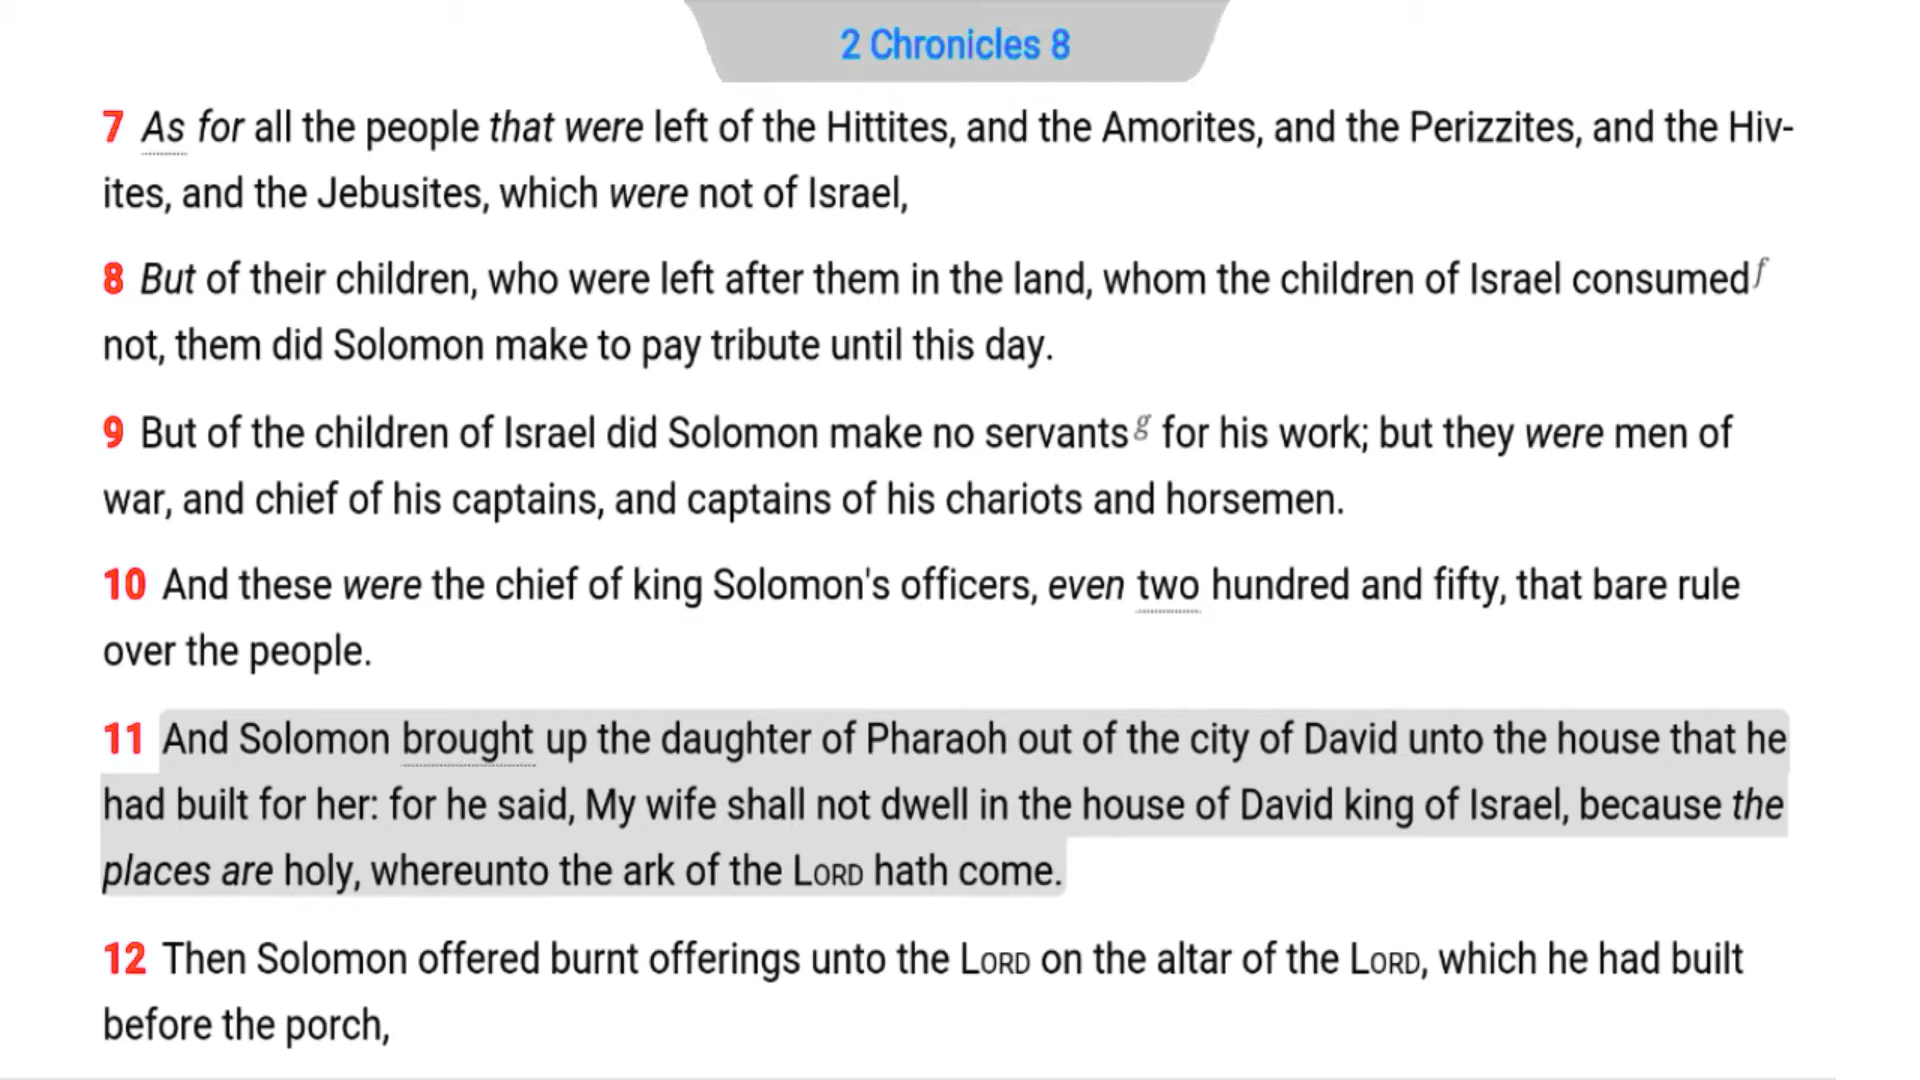 2 Chronicles 8
7 As for all the people that were left of the Hittites, and the Amorites, and the Perizzites, and the Hiv-
ites, and the Jebusites, which were not of Israel,
8 But of their children, who were left after them in the land, whom the children of Israel consumed f
not, them did Solomon make to pay tribute until this day.
9 But of the children of Israel did Solomon make no servants g for his work; but they were men of
war, and chief of his captains, and captains of his chariots and horsemen.
10 And these were the chief of king Solomon's officers, even two hundred and fifty, that bare rule
over the people.
11 And Solomon brought up the daughter of Pharaoh out of the city of David unto the house that he
had built for her: for he said, My wife shall not dwell in the house of David king of Israel, because the
places are holy, whereunto the ark of the LORD hath come.
12 Then Solomon offered burnt offerings unto the LORD on the altar of the LORD, which he had built
before the porch,